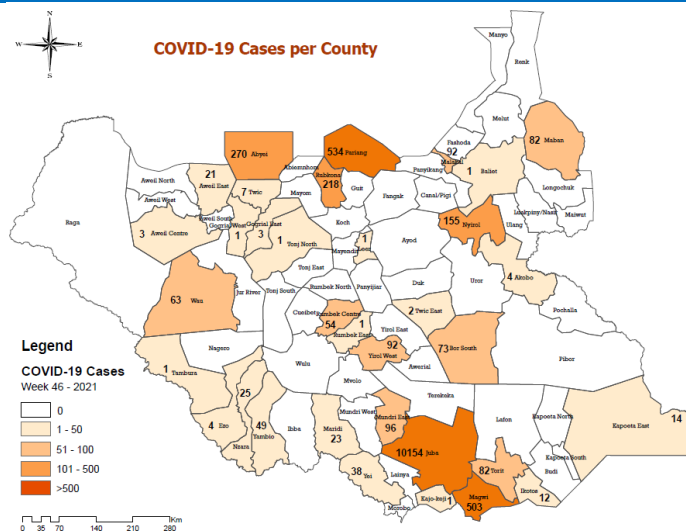 N
W E
S
COVID-19 Cases per County
Manyo
Renk
Melut
Fashoda
92
Malakal
82 Maban
534 Pariang
270 Abyei
Abiemnhom
Rubkona
218
Guit
Panyikang
1 Baliet
Longochuk
21
Aweil East
Aweil North
7 Twic
Mayom
Fangak
Canal/Pigi
Luakpiny/Nasir
Maiwut
Aweil West
Raga
Aweil South
Gogrial West
1
Gogrial East
3
3 Aweil Centre
1
Tonj North
Koch
Mayendit
1
Leer
Ayod
155 Nyirol
Ulang
Tonj East
4 Akobo
63 Wau
Jur River
Tonj South
Rumbek North
Panyijiar
Duk
Uror
Pochalla
Cueibet
Rumbek Centre
54
1
Rumbek East
2 Twic East
Yirol East
92
Yirol West
73 Bor South
Pibor
Awerial
Nagero
Wulu
Mvolo
1
Tambura
Terekeka
Lafon
Kapoeta North
Kapoeta East
14
25
Nzara
4 Ezo
49
Yambio
Ibba
Maridi
23
Mundri West
Mundri East
96
10154 Juba
Kapoeta South
Budi
82 Torit
38
Yei
Lainya
Ikotos
12
Morobo
Kajo-keji 1
Magwi
503
Legend
COVID-19 Cases
Week 46 - 2021
0
1 - 50
51 - 100
101 - 500
>500
0 35 70 140 210 280 Km